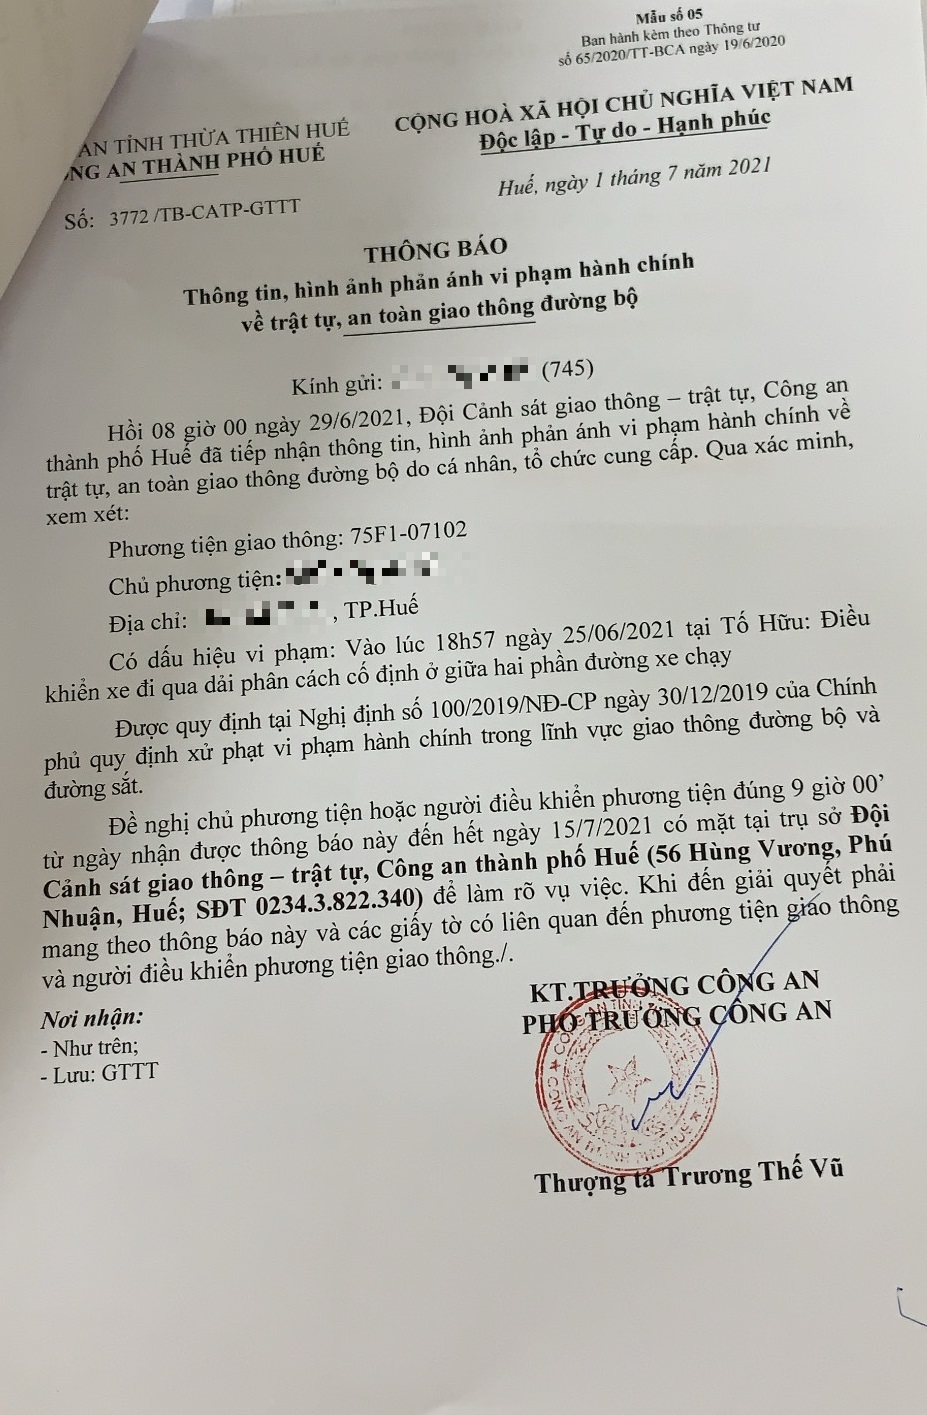 Mẫu số 05
Ban hành kèm theo Thông tư
số 65/2020/TT-BCA ngày 19/6/2020
AN TỈNH THỪA THIÊN HUẾ
NG AN THÀNH PHỐ HUẾ
Số: 3772 /TB-CATP-GTTT
CỘNG HOÀ XÃ HỘI CHỦ NGHĨA VIỆT NAM
Độc lập - Tự do - Hạnh phúc
Huế, ngày 1 tháng 7 năm 2021
THÔNG BÁO
Thông tin, hình ảnh phản ánh vi phạm hành chính
về trật tự, an toàn giao thông đường bộ
Kính gửi: (745)
Hồi 08 giờ 00 ngày 29/6/2021, Đội Cảnh sát giao thông – trật tự, Công an
thành phố Huế đã tiếp nhận thông tin, hình ảnh phản ánh vi phạm hành chính về
trật tự, an toàn giao thông đường bộ do cá nhân, tổ chức cung cấp. Qua xác minh,
xem xét:
Phương tiện giao thông: 75F1-07102
Chủ phương tiện:
Địa chỉ: , TP.Huế
Có dấu hiệu vi phạm: Vào lúc 18h57 ngày 25/06/2021 tại Tố Hữu: Điều
khiển xe đi qua dải phân cách cố định ở giữa hai phần đường xe chạy
Được quy định tại Nghị định số 100/2019/NĐ-CP ngày 30/12/2019 của Chính
phủ quy định xử phạt vi phạm hành chính trong lĩnh vực giao thông đường bộ và
đường sắt.
Đề nghị chủ phương tiện hoặc người điều khiển phương tiện đúng 9 giờ 00’
từ ngày nhận được thông báo này đến hết ngày 15/7/2021 có mặt tại trụ sở Đội
Cảnh sát giao thông – trật tự, Công an thành phố Huế (56 Hùng Vương, Phú
Nhuận, Huế; SĐT 0234.3.822.340) để làm rõ vụ việc. Khi đến giải quyết phải
mang theo thông báo này và các giấy tờ có liên quan đến phương tiện giao thông
và người điều khiển phương tiện giao thông./.
Nơi nhận:
- Như trên;
- Lưu: GTTT
KT.TRƯỞNG CÔNG AN
PHÓ TRƯỞNG CÔNG AN
CÔNG AN THÀNH PHỐ HUẾ
Thượng tá Trương Thế Vũ